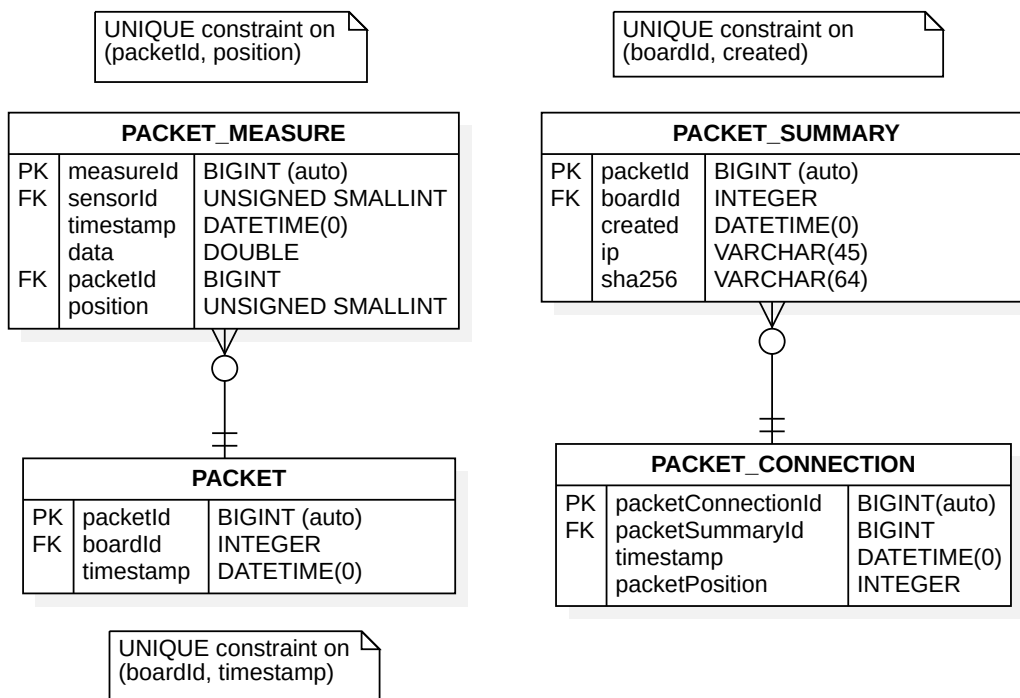 UNIQUE constraint on
(packetId, position)
UNIQUE constraint on
(boardId, created)
PACKET_MEASURE
PK measureId BIGINT (auto)
FK sensorId UNSIGNED SMALLINT
timestamp DATETIME(0)
data DOUBLE
FK packetId BIGINT
position UNSIGNED SMALLINT
PACKET_SUMMARY
PK packetId BIGINT (auto)
FK boardId INTEGER
created DATETIME(0)
ip VARCHAR(45)
sha256 VARCHAR(64)
PACKET
PK packetId BIGINT (auto)
FK boardId INTEGER
timestamp DATETIME(0)
PACKET_CONNECTION
PK packetConnectionId BIGINT(auto)
FK packetSummaryId BIGINT
timestamp DATETIME(0)
packetPosition INTEGER
UNIQUE constraint on
(boardId, timestamp)